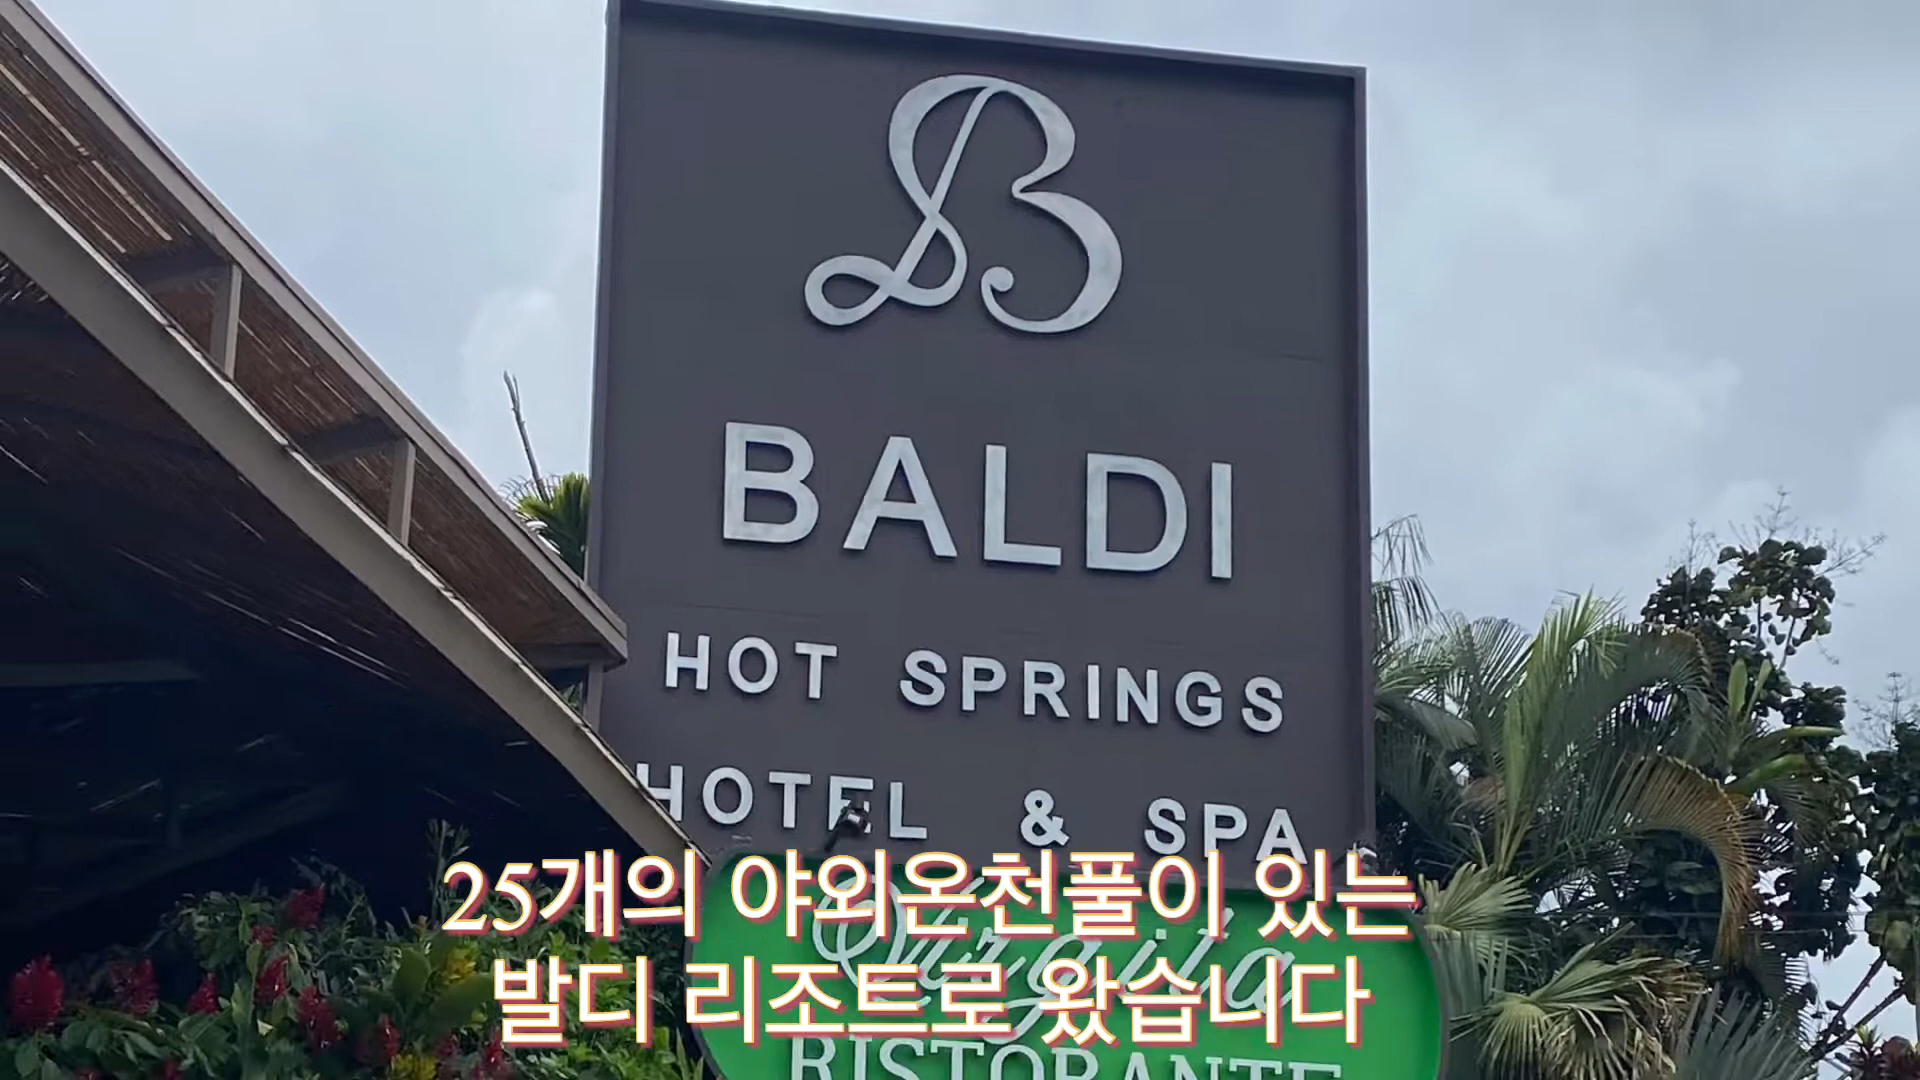 B
BALDI
HOT SPRINGS
HOTEL & SPA
25개의 야외온천풀이 있는
발디 리조트로 왔습니다
RISTORANTE